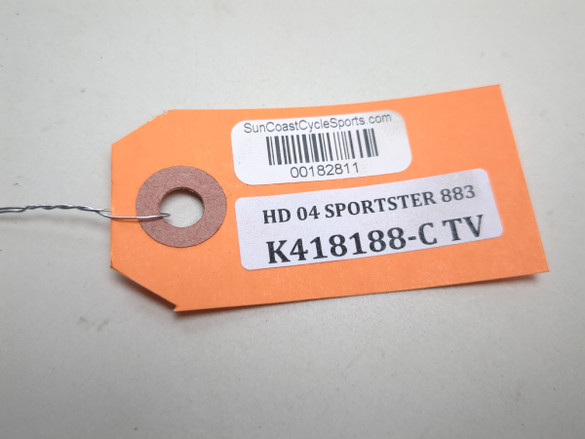 SunCoastCycleSports.com
00182811
HD 04 SPORTSTER 883
K418188-C TV